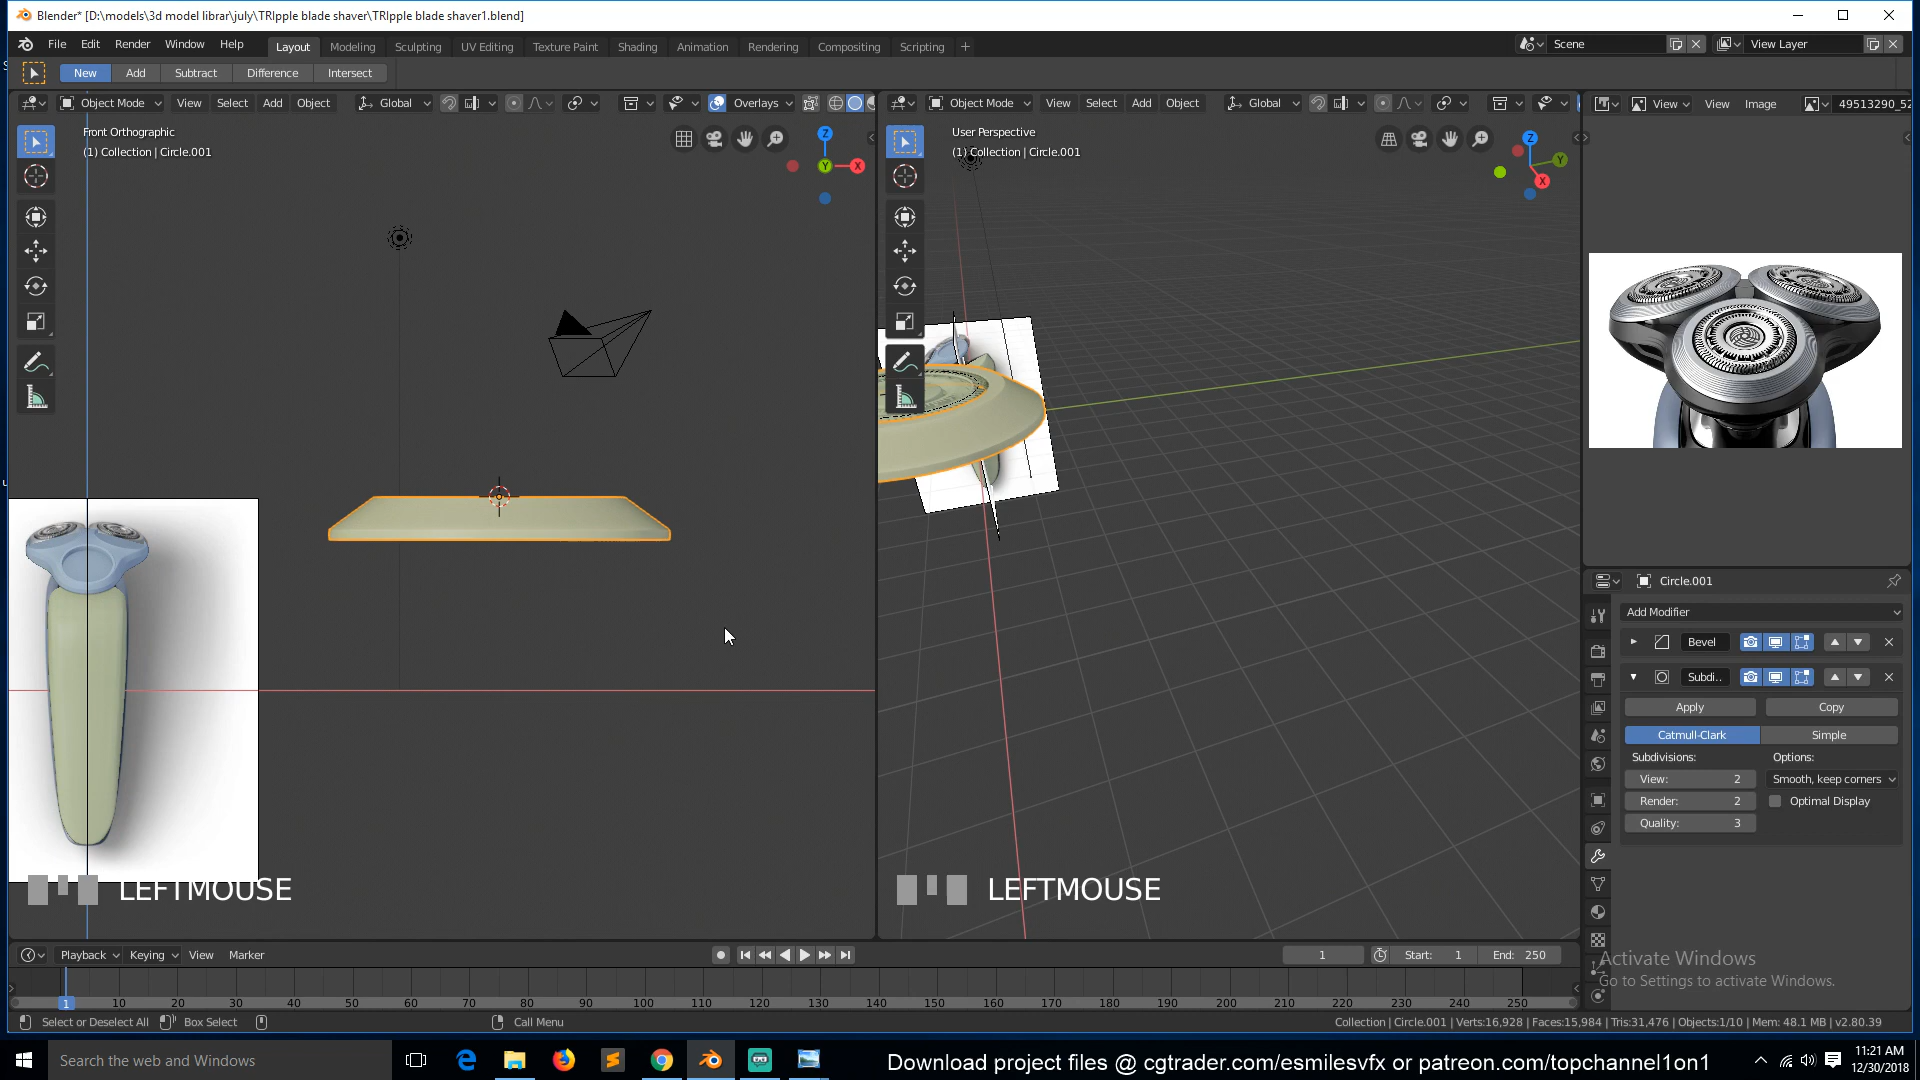 Blender* [D:\models\3d model librar\july\TRIpple blade shaver\TRIpple blade shaver1.blend]
File Edit Render Window Help Layout Modeling Sculpting UV Editing Texture Paint Shading Animation Rendering Compositing Scripting + Scene View Layer
New Add Subtract Difference Intersect
Object Mode View Select Add Object Global Overlays Object Mode View Select Add Object Global View View Image 49513290_52
Front Orthographic User Perspective
(1) Collection | Circle.001 (1) Collection | Circle.001
Z Y X Z Y X
Circle.001
Add Modifier
Bevel
Subdi..
Apply Copy
Catmull-Clark Simple
Subdivisions: Options:
View: 2 Smooth, keep corners
Render: 2 Optimal Display
Quality: 3
LEFTMOUSE LEFTMOUSE
Playback Keying View Marker 1 Start: 1 End: 250
Activate Windows
Go to Settings to activate Windows.
1 10 20 30 40 50 60 70 80 90 100 110 120 130 140 150 160 170 180 190 200 210 220 230 240 250
Select or Deselect All Box Select Call Menu Collection | Circle.001 | Verts:16,928 | Faces:15,984 | Tris:31,476 | Objects:1/10 | Mem: 48.1 MB | v2.80.39
Search the web and Windows Download project files @ cgtrader.com/esmilesvfx or patreon.com/topchannel1on1 11:21 AM
12/30/2018